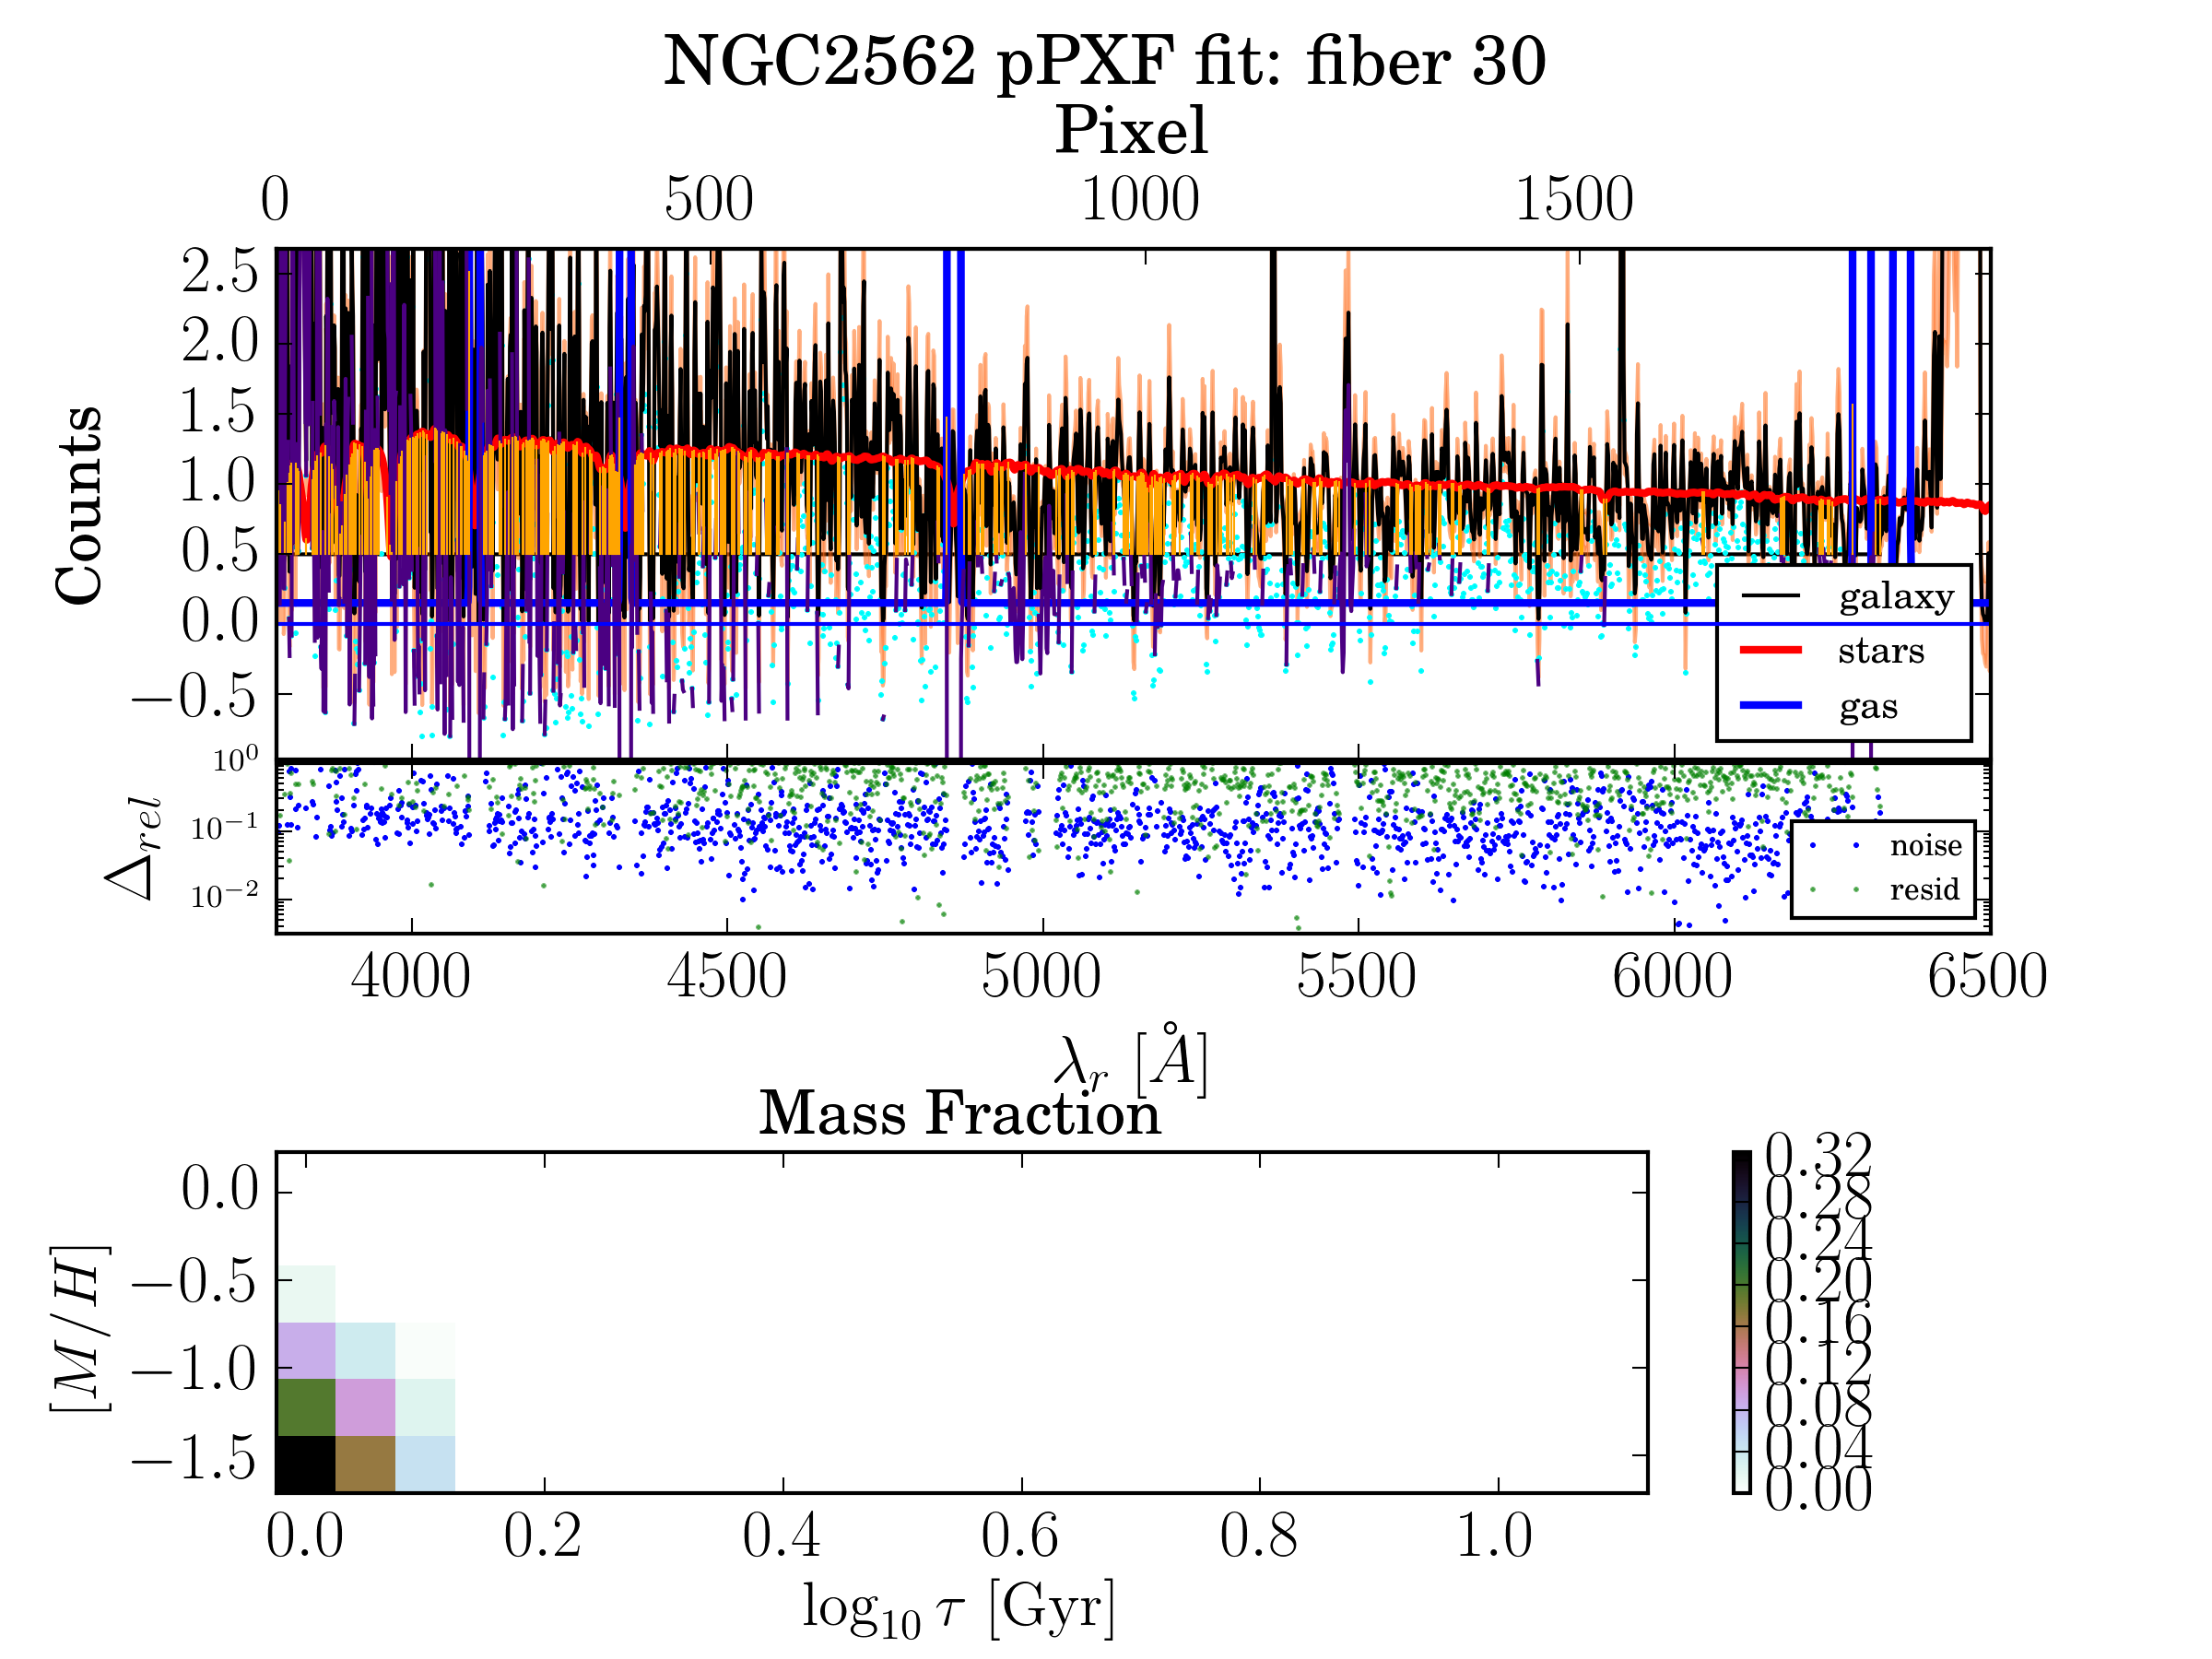 NGC2562 pPXF fit: fiber 30
Pixel
0 500 1000 1500
2.5
2.0
1.5
1.0
0.5
0.0
−0.5
Counts
galaxy
stars
gas
10^0
10^{-1}
10^{-2}
Δ_{rel}
noise
resid
4000 4500 5000 5500 6000 6500
λ_r [Å]
Mass Fraction
0.0
−0.5
−1.0
−1.5
[M/H]
0.32
0.28
0.24
0.20
0.16
0.12
0.08
0.04
0.00
0.0 0.2 0.4 0.6 0.8 1.0
log_{10} τ [Gyr]